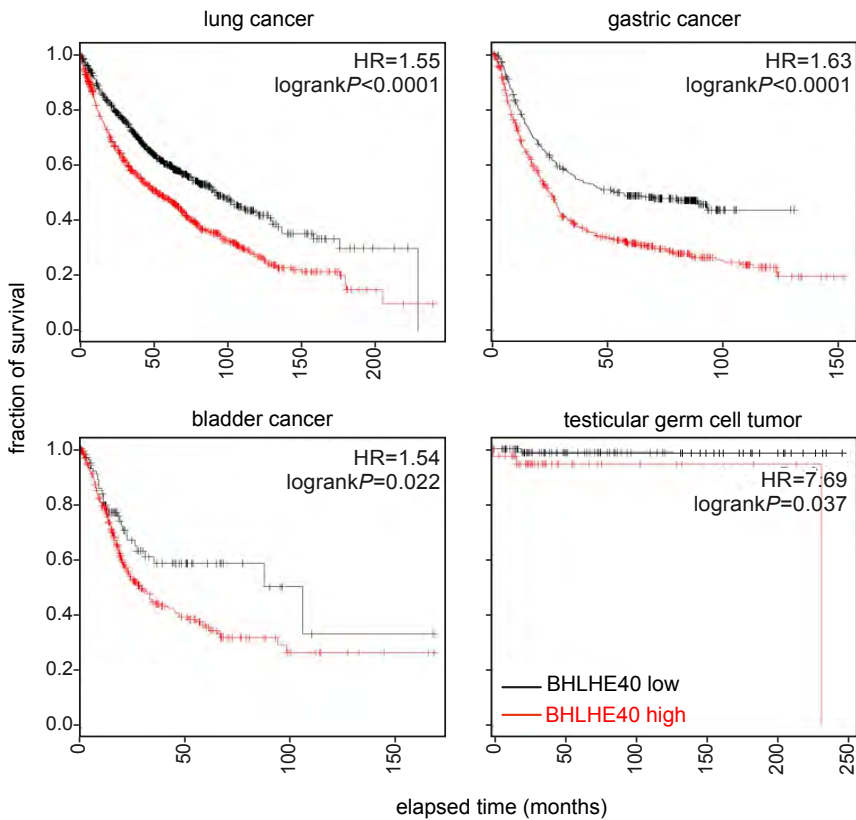 lung cancer
HR=1.55
logrankP<0.0001
1.0
0.8
0.6
0.4
0.2
0.0
0
50
100
150
200
gastric cancer
HR=1.63
logrankP<0.0001
0
50
100
150
fraction of survival
bladder cancer
HR=1.54
logrankP=0.022
1.0
0.8
0.6
0.4
0.2
0.0
0
50
100
150
testicular germ cell tumor
HR=7.69
logrankP=0.037
BHLHE40 low
BHLHE40 high
0
50
100
150
200
250
elapsed time (months)